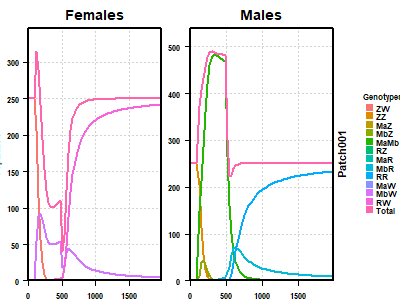 Females
Males
300
250
200
150
100
50
0
0
500
1000
1500
500
400
300
200
100
0
0
500
1000
1500
Patch001
Genotype
ZW
ZZ
MaZ
MbZ
MaMb
RZ
MaR
MbR
RR
MaW
MbW
RW
Total